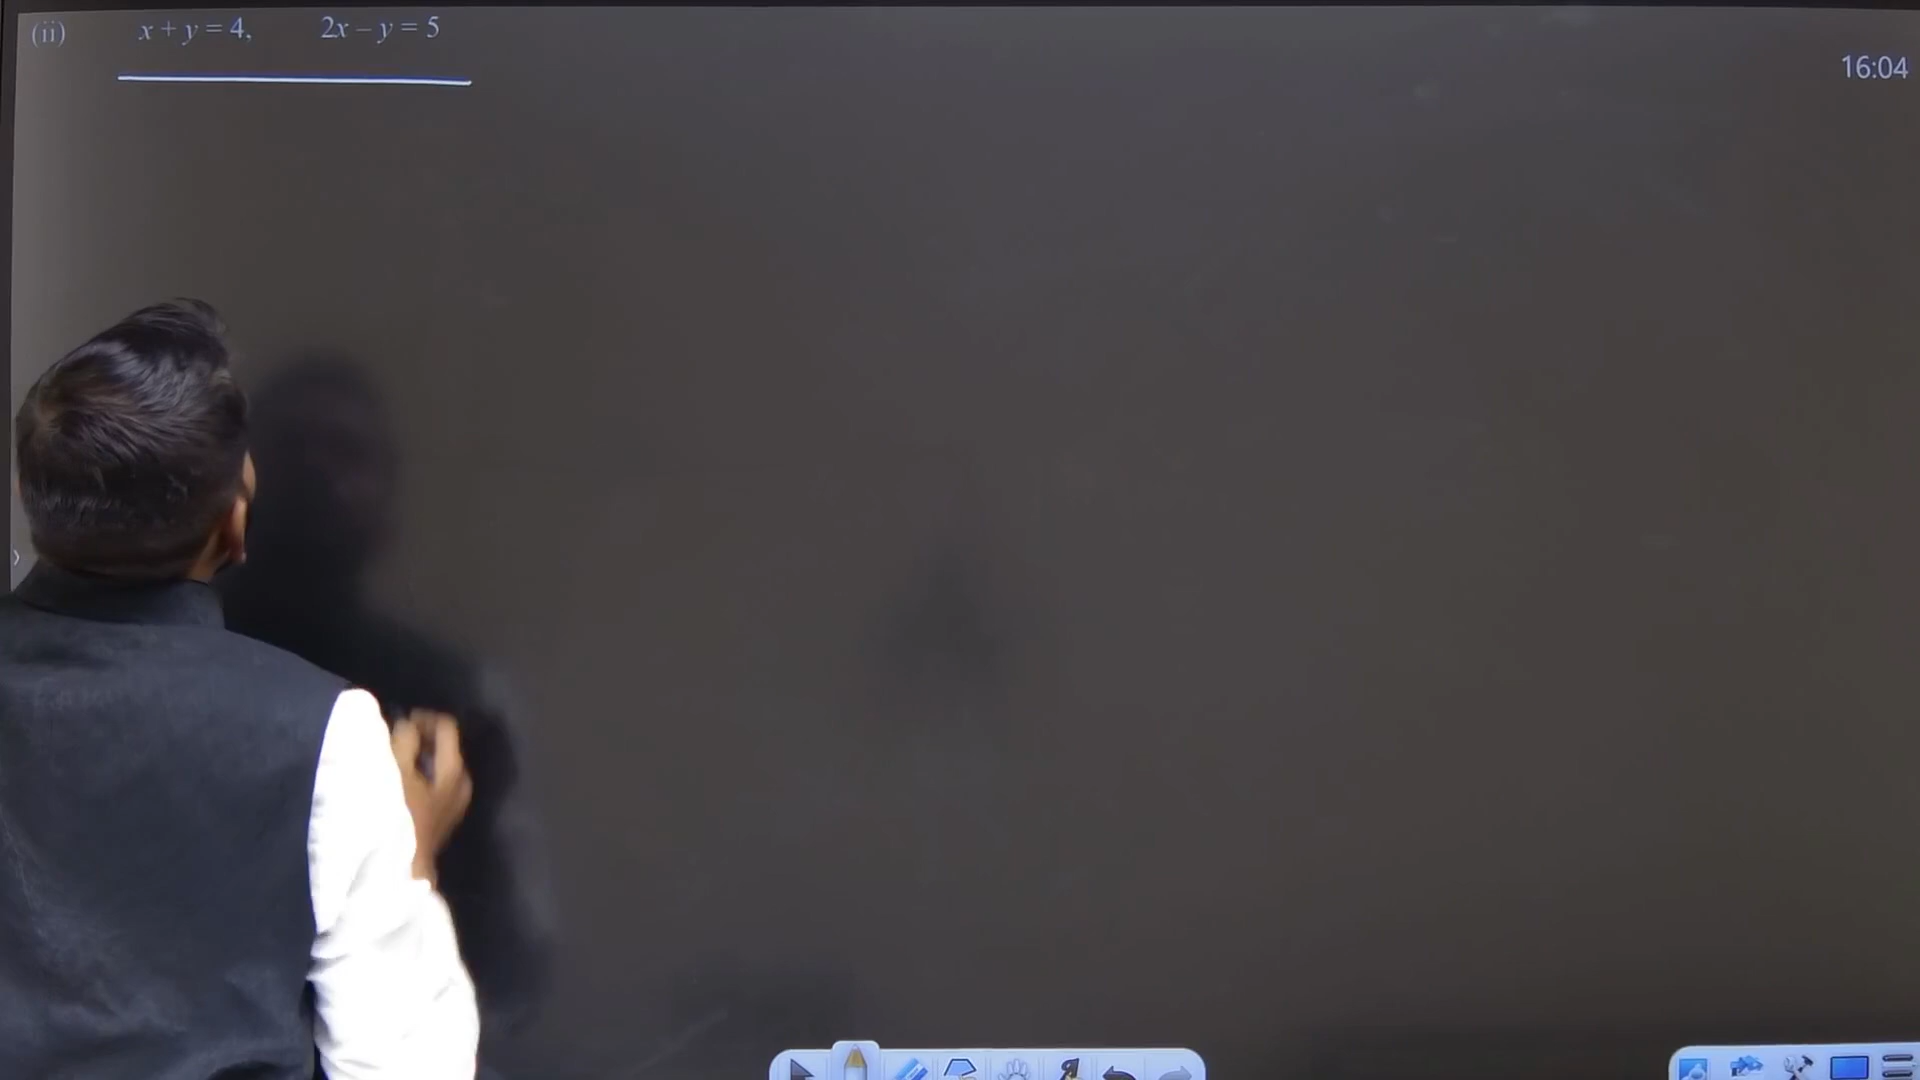 (ii) x + y = 4, 2x – y = 5
16:04